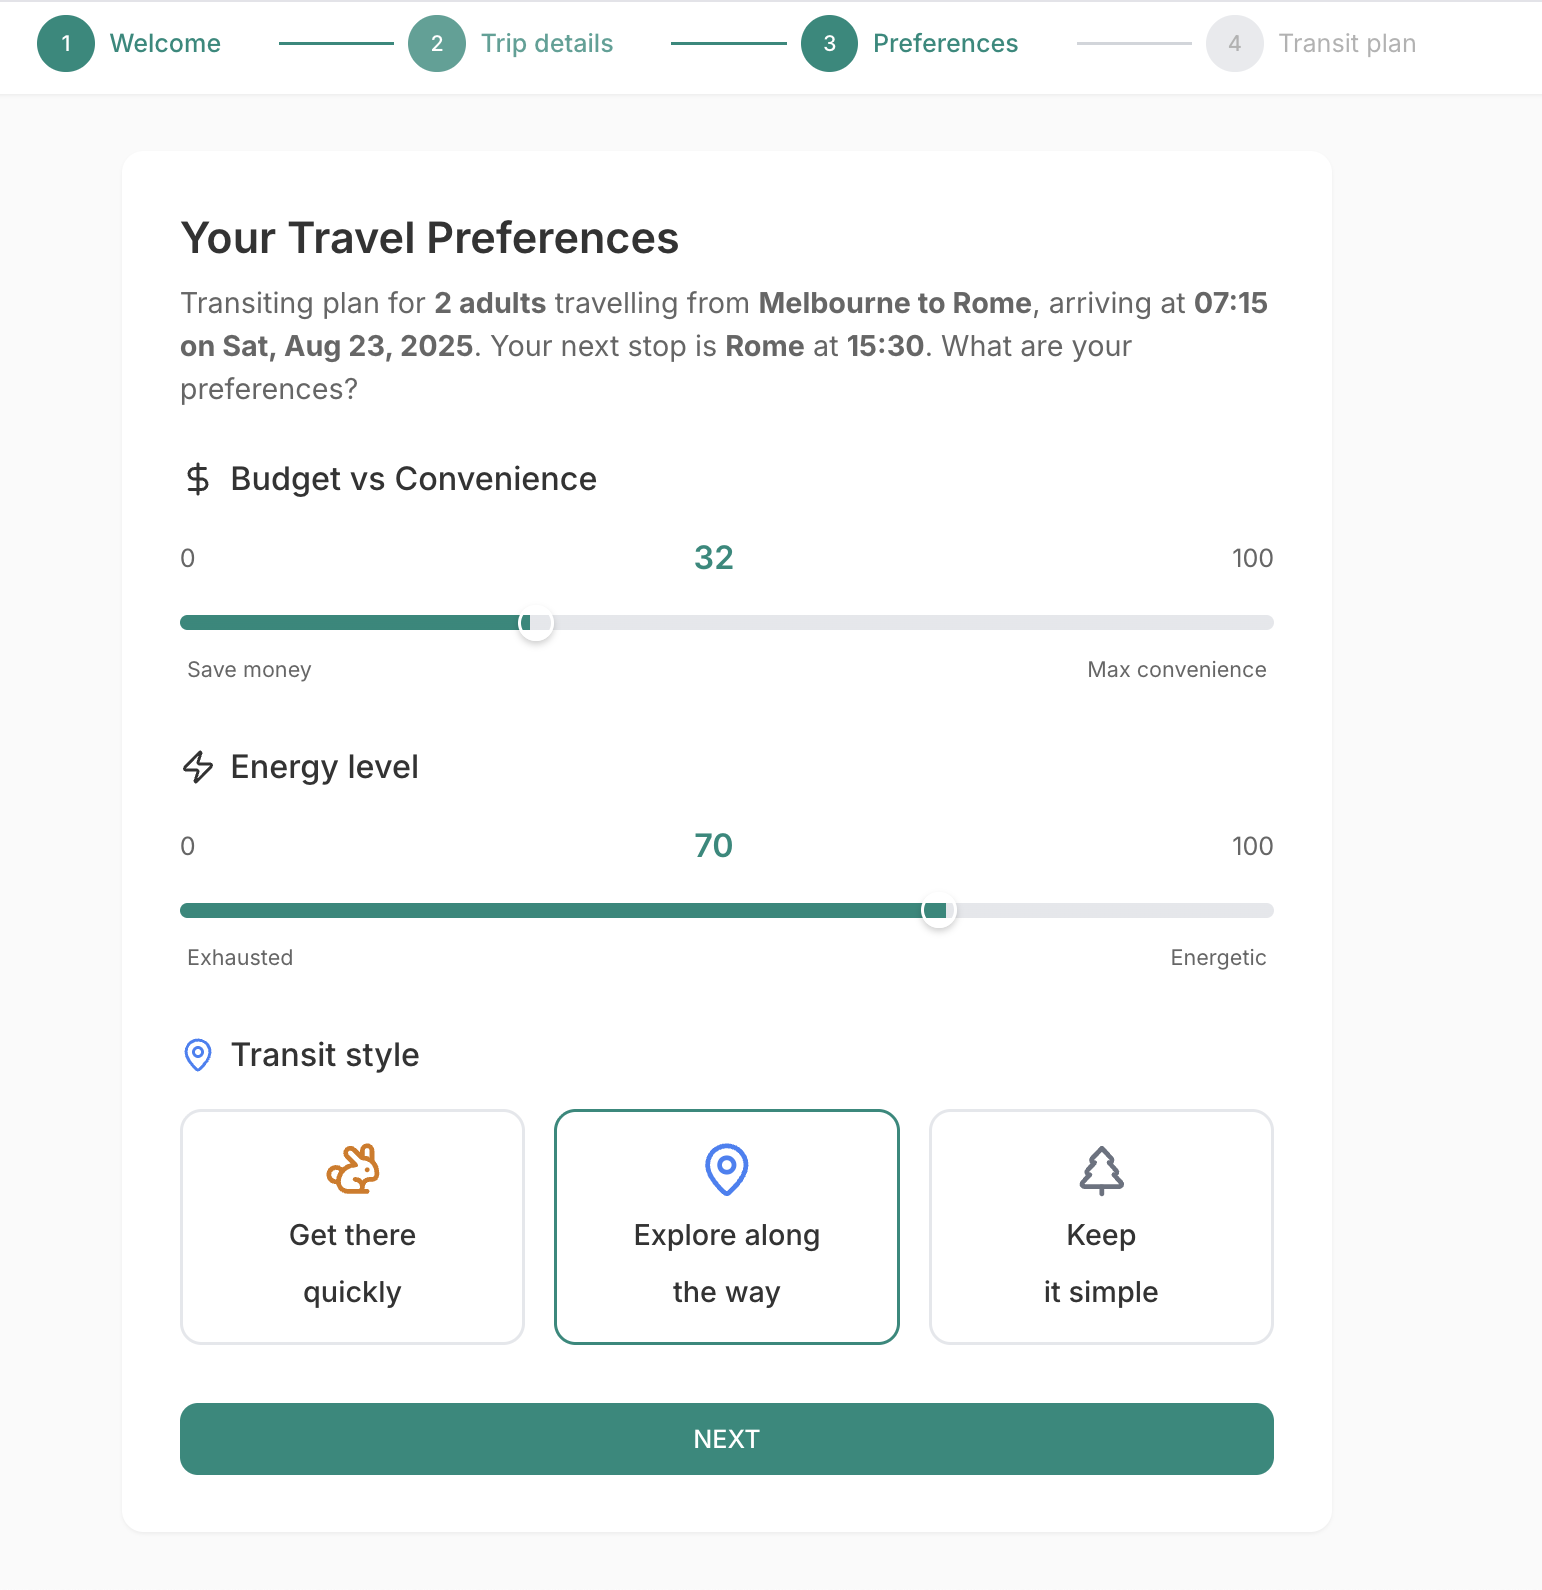 1 Welcome 2 Trip details 3 Preferences 4 Transit plan
Your Travel Preferences
Transiting plan for 2 adults travelling from Melbourne to Rome, arriving at 07:15
on Sat, Aug 23, 2025. Your next stop is Rome at 15:30. What are your
preferences?
Budget vs Convenience
0 32 100
Save money Max convenience
Energy level
0 70 100
Exhausted Energetic
Transit style
Get there
quickly
Explore along
the way
Keep
it simple
NEXT